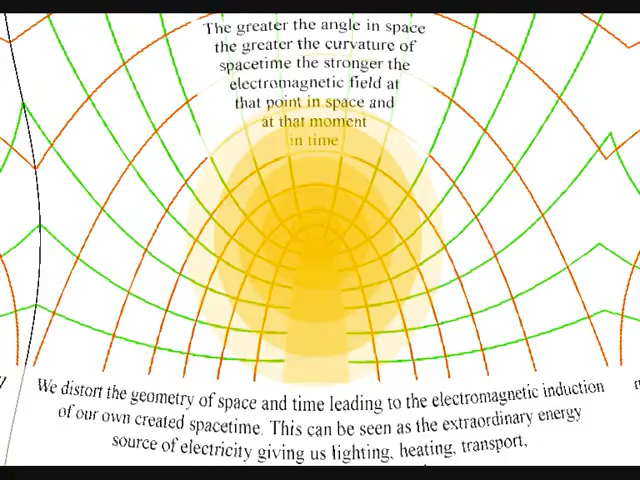 The greater the angle in space
the greater the curvature of
spacetime the stronger the
electromagnetic field at
that point in space and
at that moment
in time
We distort the geometry of space and time leading to the electromagnetic induction
of our own created spacetime. This can be seen as the extraordinary energy
source of electricity giving us lighting, heating, transport,